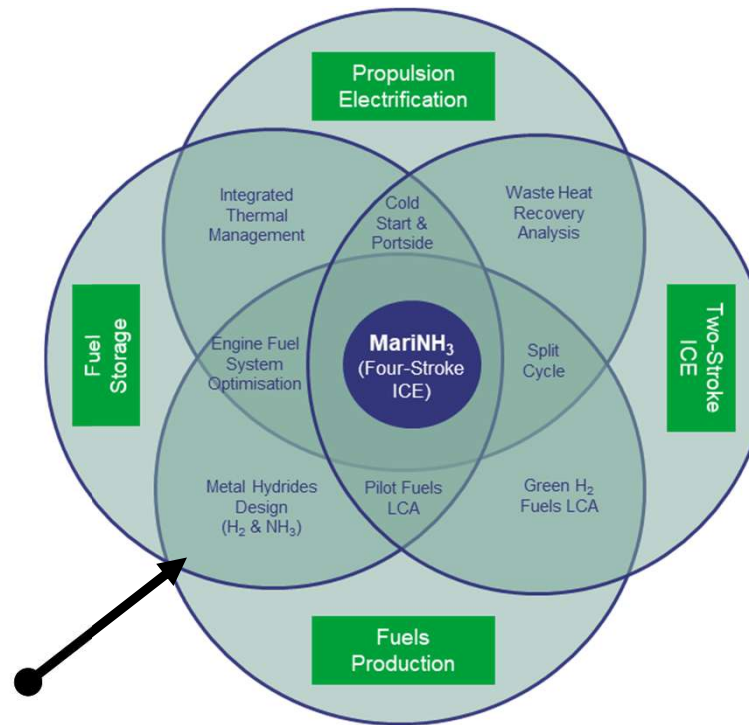 Propulsion
Electrification
Integrated
Thermal
Management
Cold
Start &
Portside
Waste Heat
Recovery
Analysis
Fuel
Storage
Engine Fuel
System
Optimisation
MariNH₃
(Four-Stroke
ICE)
Split
Cycle
Two-Stroke
ICE
Metal Hydrides
Design
(H₂ & NH₃)
Pilot Fuels
LCA
Green H₂
Fuels LCA
Fuels
Production